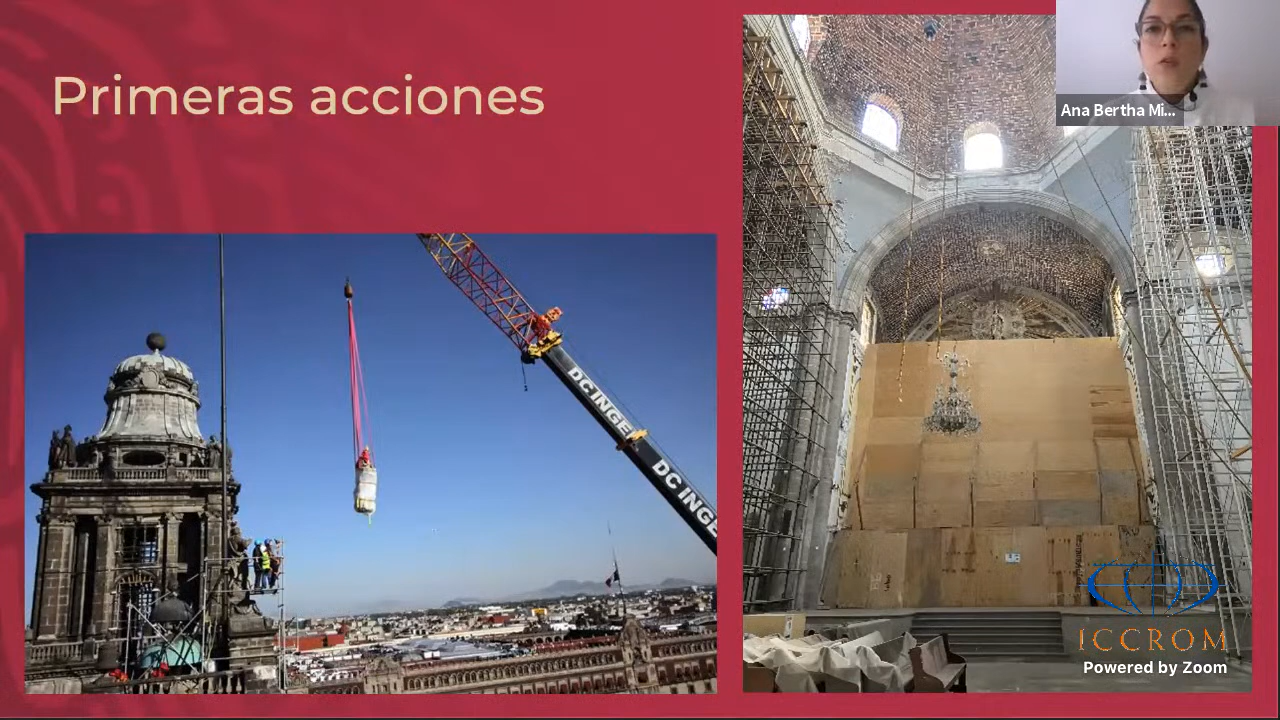 Primeras acciones
Ana Bertha Mi...
DC INGE
DC INGE
ICCROM
Powered by Zoom